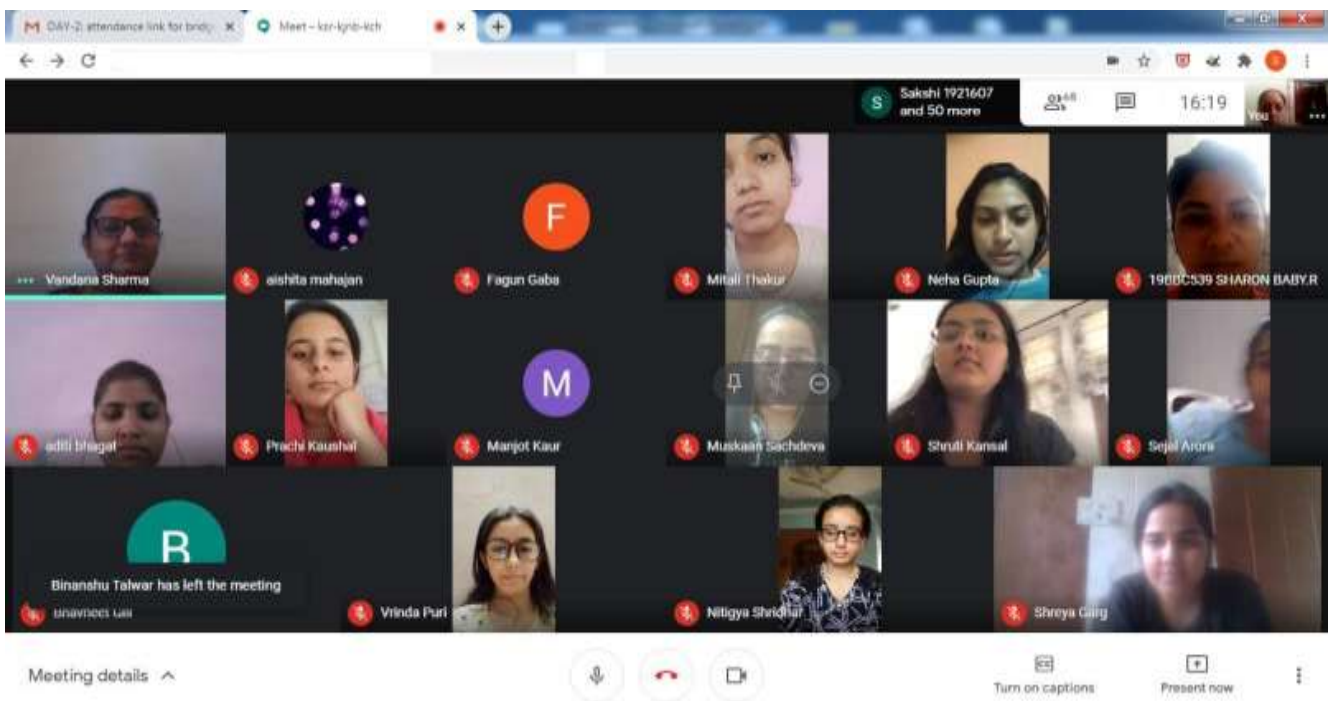 DAY-2: attendance link for bridg
Meet – ksr-kjnb-kch
S
Sakshi 1921607
and 50 more
68
16:19
You
Vandana Sharma
aishita mahajan
F
Fagun Gaba
Mitali Thakur
Neha Gupta
SHARON BABY.R
aditi bhagat
Prachi Kaushal
M
Manjot Kaur
Muskaan Sachdeva
Shruti Kansal
Sejal Arora
B
Binanshu Talwar has left the meeting
Vrinda Puri
Nitigya Shridhar
Shreya Garg
Meeting details
Turn on captions
Present now